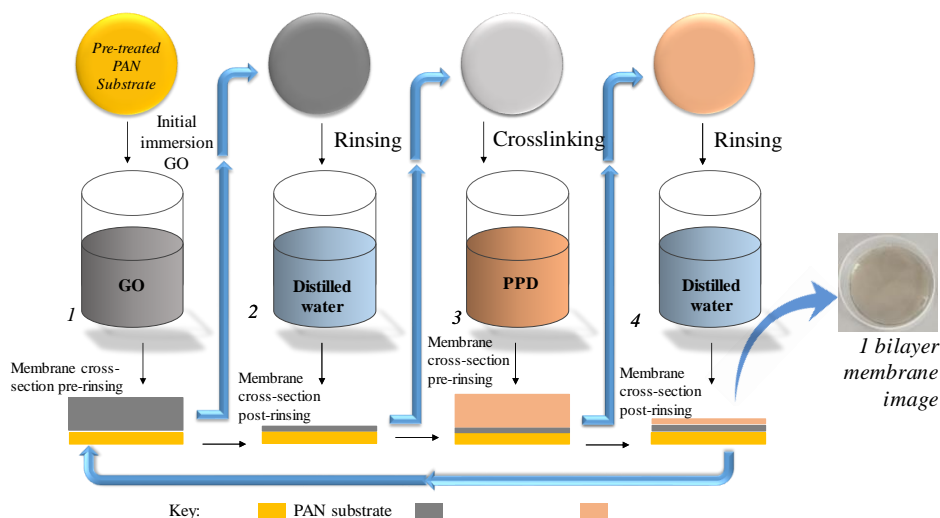 Pre-treated
PAN
Substrate
Initial
immersion
GO
Rinsing
Crosslinking
Rinsing
GO
Distilled
water
PPD
Distilled
water
1
2
3
4
Membrane cross-
section pre-rinsing
Membrane
cross-section
post-rinsing
Membrane
cross-section
pre-rinsing
Membrane
cross-section
post-rinsing
1 bilayer
membrane
image
Key:
PAN substrate